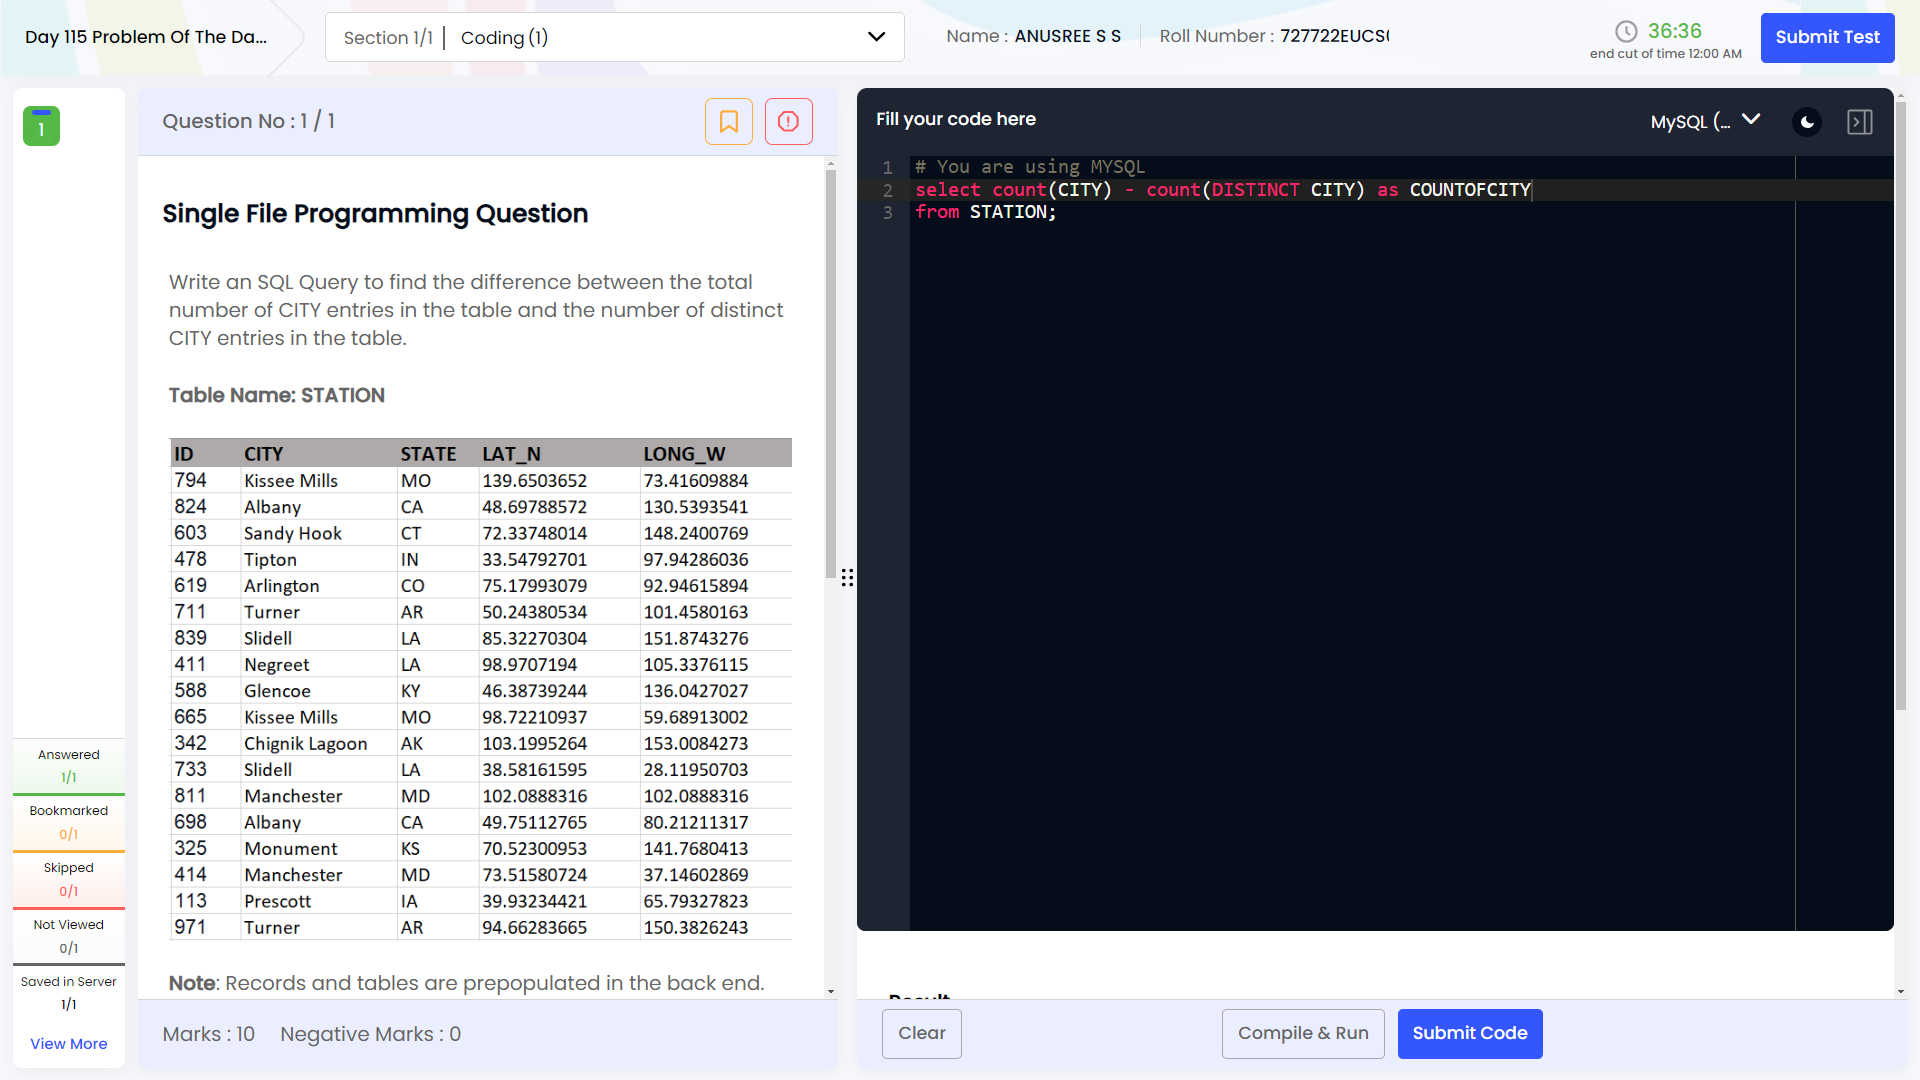 Day 115 Problem Of The Da...
Section 1/1 | Coding (1)
Name : ANUSREE S S
Roll Number : 727722EUCS
36:36
end cut of time 12:00 AM
Submit Test
1
Answered
1/1
Bookmarked
0/1
Skipped
0/1
Not Viewed
0/1
Saved in Server
1/1
View More
Question No : 1 / 1
Single File Programming Question
Write an SQL Query to find the difference between the total
number of CITY entries in the table and the number of distinct
CITY entries in the table.
Table Name: STATION
ID CITY STATE LAT_N LONG_W
794 Kissee Mills MO 139.6503652 73.41609884
824 Albany CA 48.69788572 130.5393541
603 Sandy Hook CT 72.33748014 148.2400769
478 Tipton IN 33.54792701 97.94286036
619 Arlington CO 75.17993079 92.94615894
711 Turner AR 50.24380534 101.4580163
839 Slidell LA 85.32270304 151.8743276
411 Negreet LA 98.9707194 105.3376115
588 Glencoe KY 46.38739244 136.0427027
665 Kissee Mills MO 98.72210937 59.68913002
342 Chignik Lagoon AK 103.1995264 153.0084273
733 Slidell LA 38.58161595 28.11950703
811 Manchester MD 102.0888316 102.0888316
698 Albany CA 49.75112765 80.21211317
325 Monument KS 70.52300953 141.7680413
414 Manchester MD 73.51580724 37.14602869
113 Prescott IA 39.93234421 65.79327823
971 Turner AR 94.66283665 150.3826243
Note: Records and tables are prepopulated in the back end.
Marks : 10 Negative Marks : 0
Fill your code here
MySQL (...
1 # You are using MYSQL
2 select count(CITY) - count(DISTINCT CITY) as COUNTOFCITY
3 from STATION;
Result
Clear
Compile & Run
Submit Code